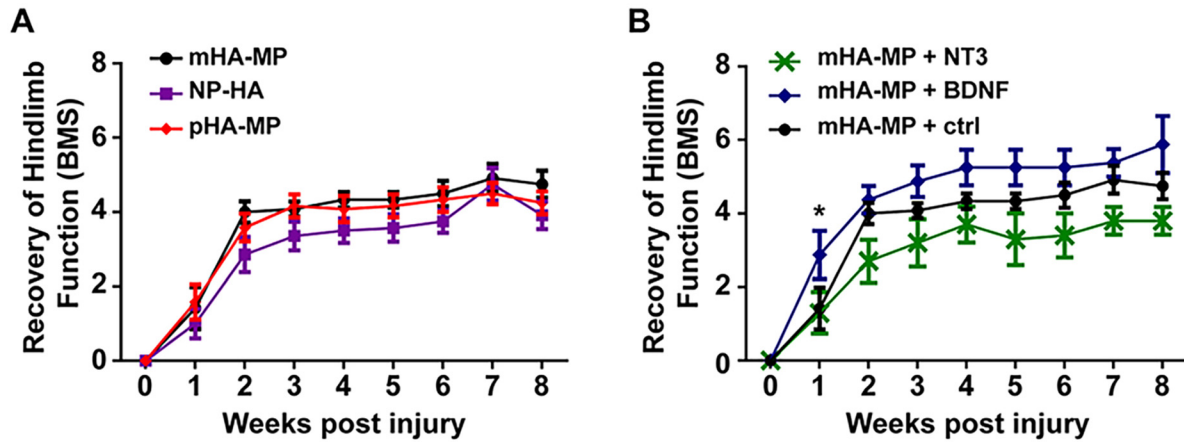 A
mHA-MP
NP-HA
pHA-MP
Recovery of Hindlimb
Function (BMS)
8
6
4
2
0
0 1 2 3 4 5 6 7 8
Weeks post injury
B
mHA-MP + NT3
mHA-MP + BDNF
mHA-MP + ctrl
Recovery of Hindlimb
Function (BMS)
8
6
4
2
0
*
0 1 2 3 4 5 6 7 8
Weeks post injury